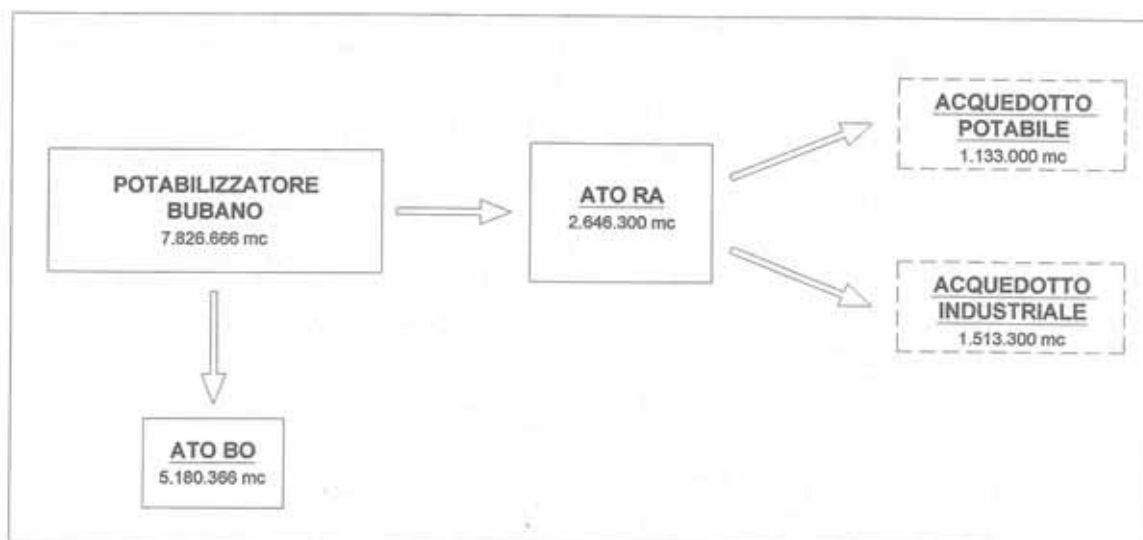 POTABILIZZATORE
BUBANO
7.826.666 mc
ATO RA
2.646.300 mc
ACQUEDOTTO
POTABILE
1.133.000 mc
ACQUEDOTTO
INDUSTRIALE
1.513.300 mc
ATO BO
5.180.366 mc